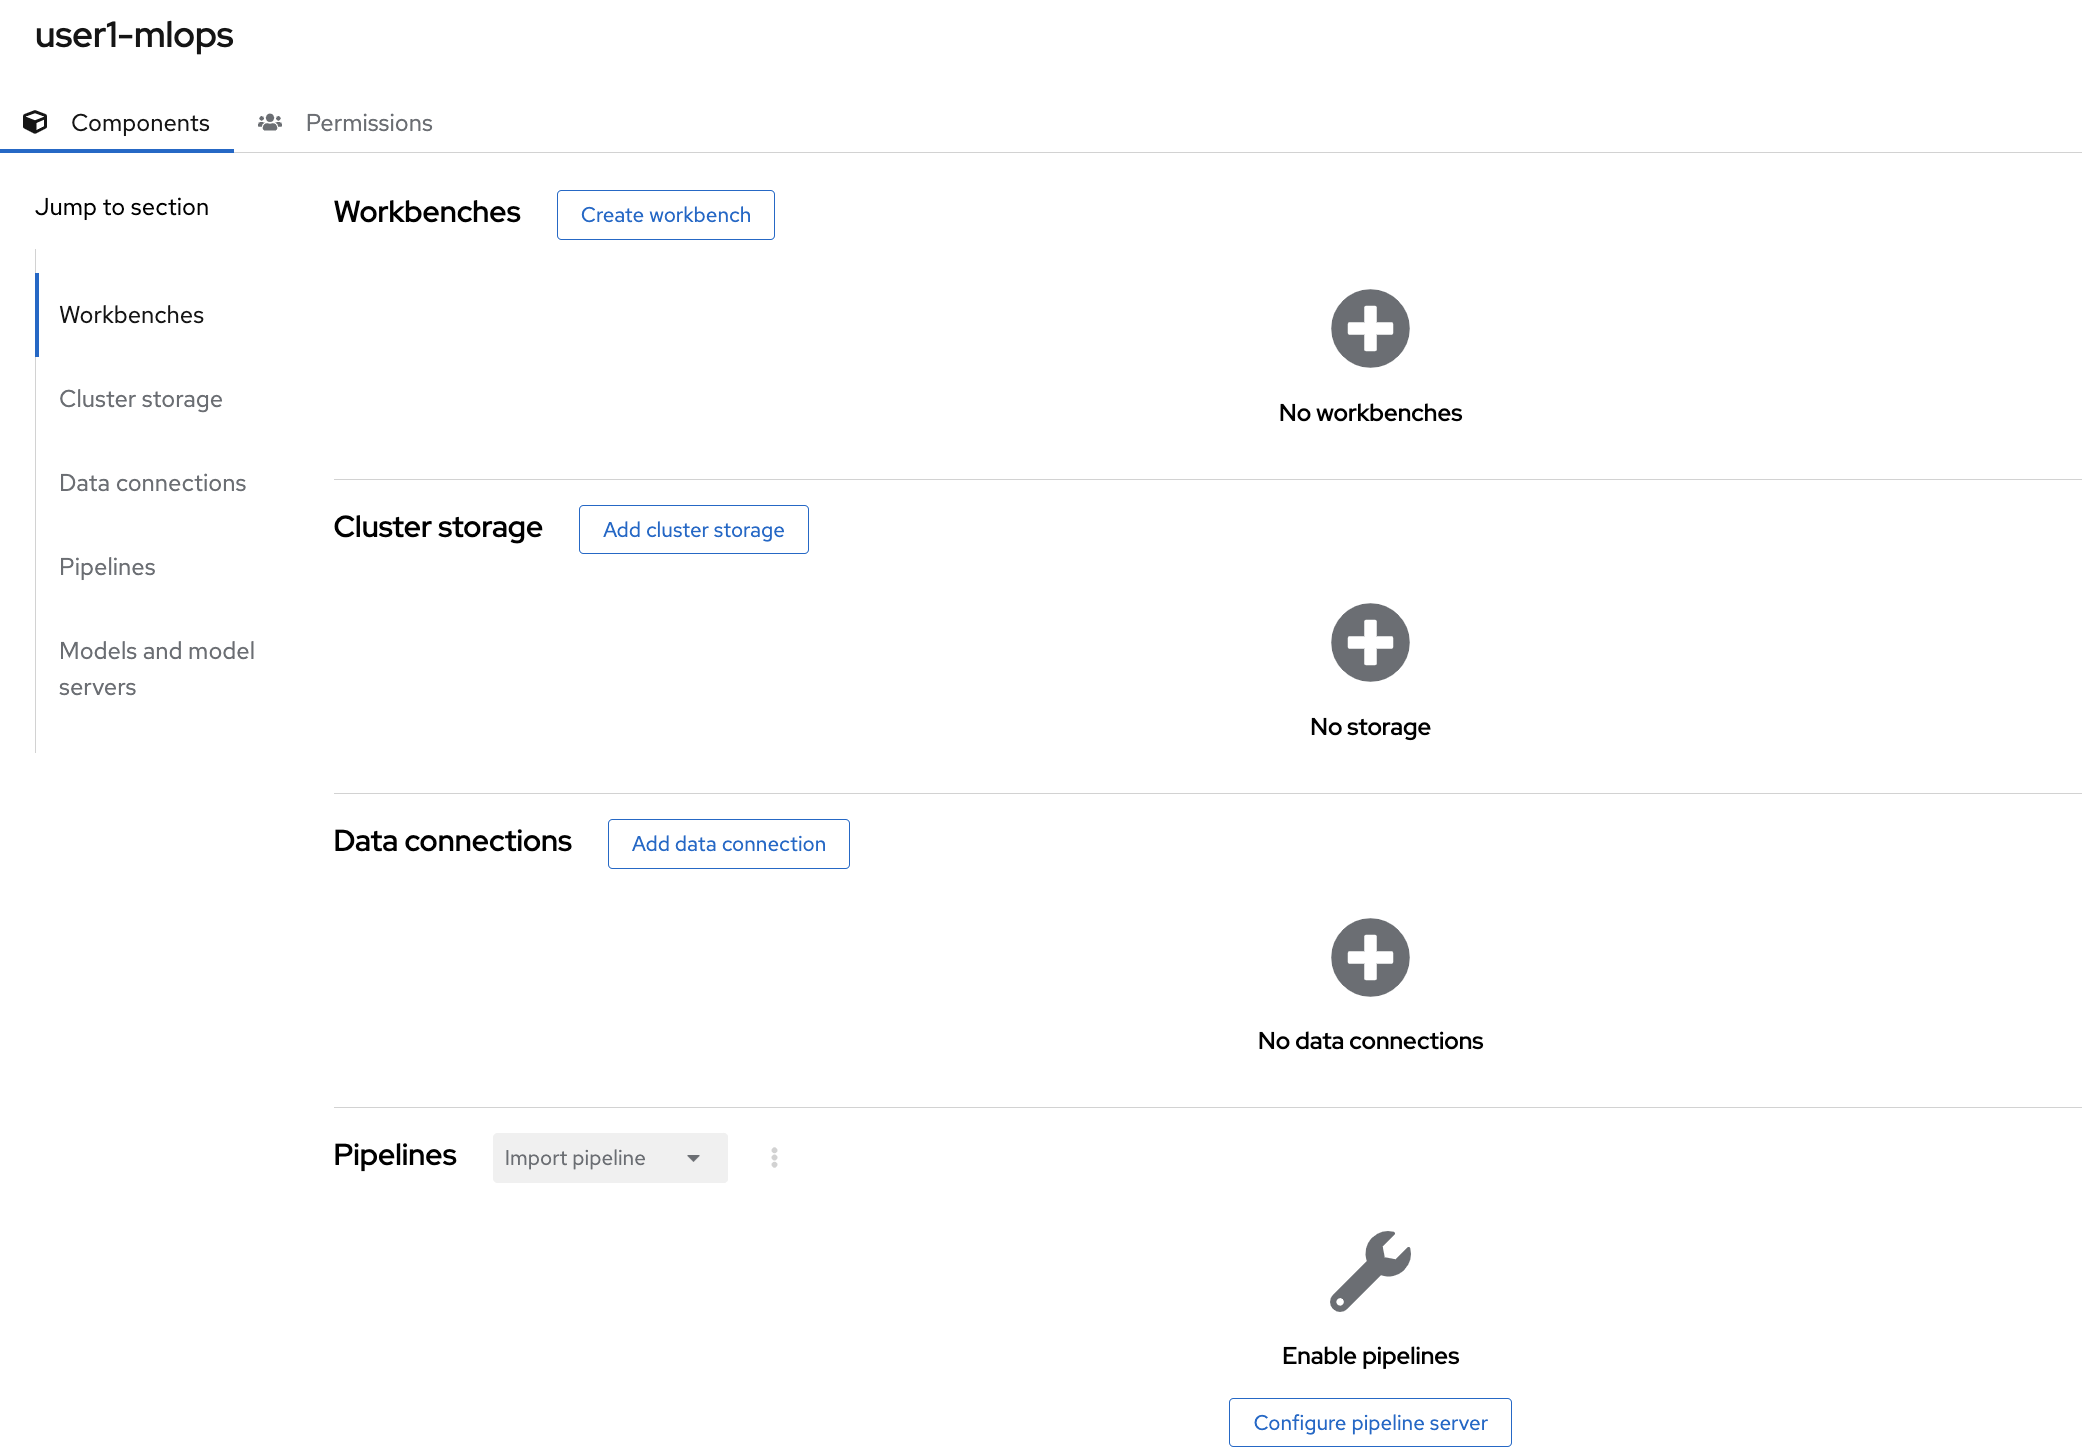 user1-mlops
Components
Permissions
Jump to section
Workbenches
Cluster storage
Data connections
Pipelines
Models and model
servers
Workbenches
Create workbench
No workbenches
Cluster storage
Add cluster storage
No storage
Data connections
Add data connection
No data connections
Pipelines
Import pipeline
Enable pipelines
Configure pipeline server